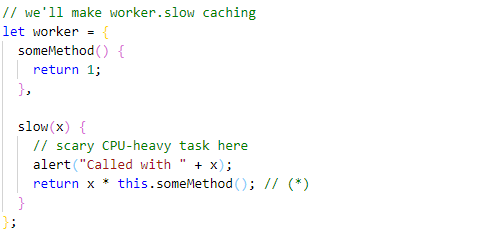 // we'll make worker.slow caching
let worker = {
  someMethod() {
    return 1;
  },

  slow(x) {
    // scary CPU-heavy task here
    alert("Called with " + x);
    return x * this.someMethod(); // (*)
  }
};